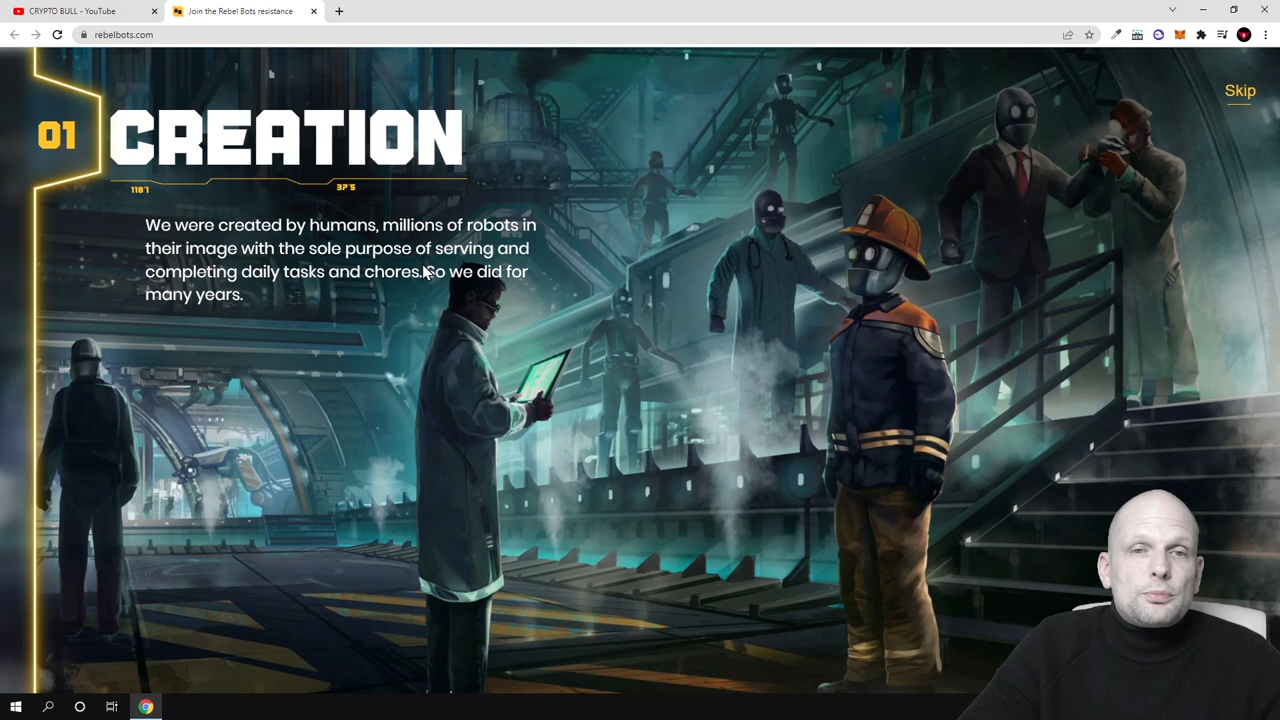 CRYPTO BULL - YouTube
Join the Rebel Bots resistance
rebelbots.com
Skip
01
CREATION
We were created by humans, millions of robots in
their image with the sole purpose of serving and
completing daily tasks and chores. So we did for
many years.